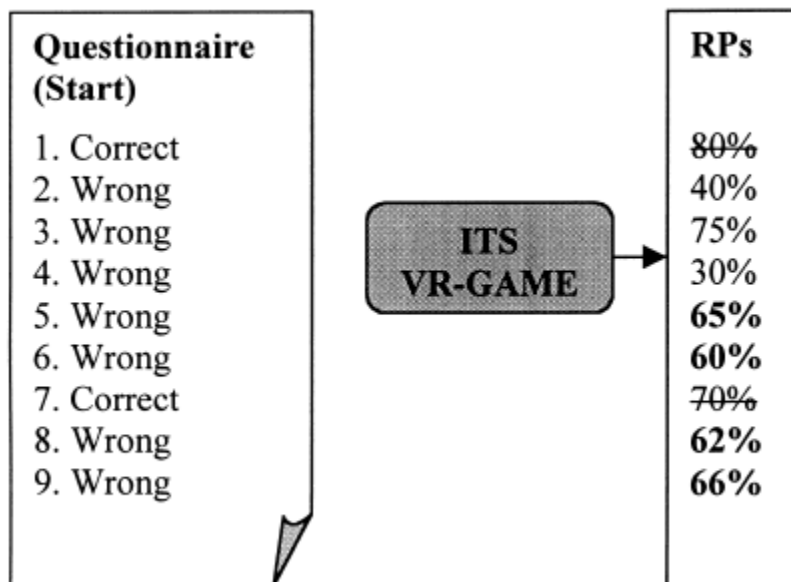 Questionnaire
(Start)
1. Correct
2. Wrong
3. Wrong
4. Wrong
5. Wrong
6. Wrong
7. Correct
8. Wrong
9. Wrong
ITS
VR-GAME
RPs
80%
40%
75%
30%
65%
60%
70%
62%
66%